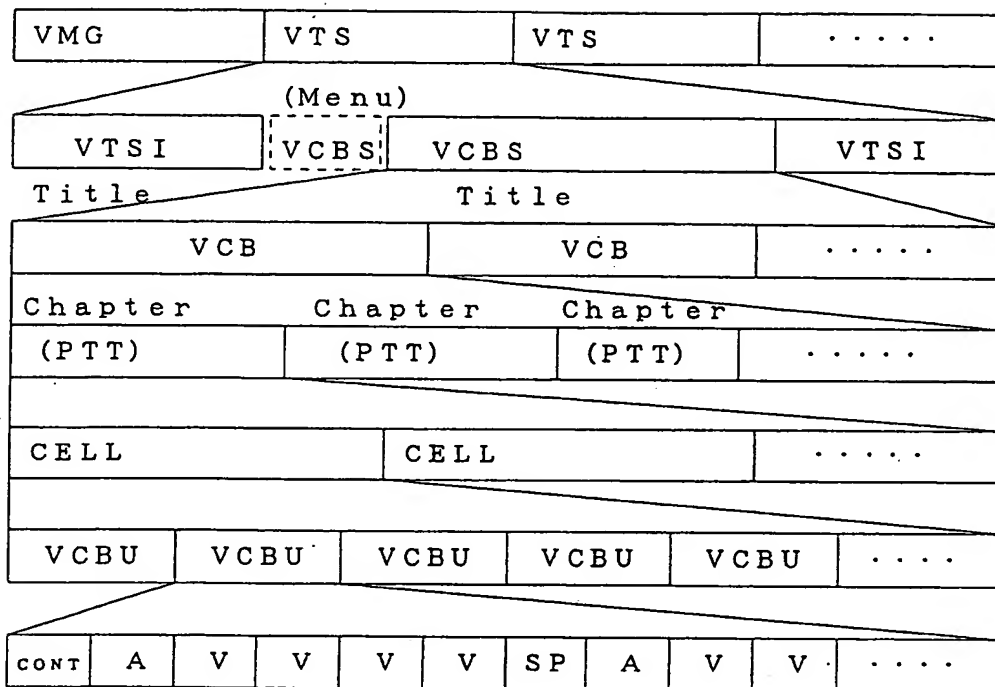 VMG VTS VTS ·····
(Menu)
VTSI VCBS VCBS VTSI
Title Title
VCB VCB ·····
Chapter Chapter Chapter
(PTT) (PTT) (PTT) ·····
CELL CELL ·····
VCBU VCBU VCBU VCBU VCBU ····
CONT A V V V V SP A V V ····